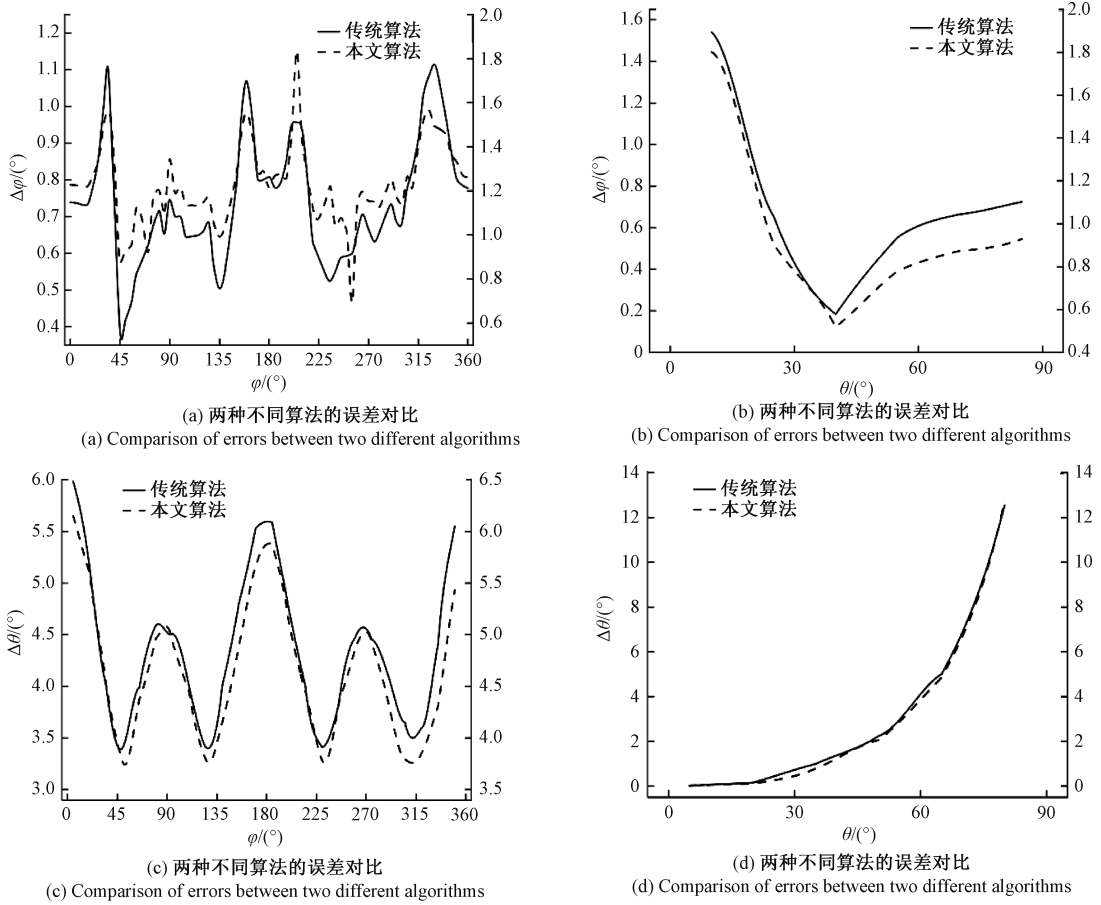 传统算法
本文算法
Δφ/(°)
1.2
1.1
1.0
0.9
0.8
0.7
0.6
0.5
0.4
2.0
1.8
1.6
1.4
1.2
1.0
0.8
0.6
0 45 90 135 180 225 270 315 360
φ/(°)
(a) 两种不同算法的误差对比
(a) Comparison of errors between two different algorithms
传统算法
本文算法
Δφ/(°)
1.6
1.4
1.6
1.0
0.8
0.6
0.4
0.2
0
2.0
1.8
1.6
1.4
1.2
1.0
0.8
0.6
0.4
0 30 60 90
θ/(°)
(b) 两种不同算法的误差对比
(b) Comparison of errors between two different algorithms
传统算法
本文算法
Δθ/(°)
6.0
5.5
5.0
4.5
4.0
3.5
3.0
6.5
6.0
5.5
5.0
4.5
4.0
3.5
0 45 90 135 180 225 270 315 360
φ/(°)
(c) 两种不同算法的误差对比
(c) Comparison of errors between two different algorithms
传统算法
本文算法
Δθ/(°)
14
12
10
8
6
4
2
0
14
12
10
8
6
4
2
0
0 30 60 90
θ/(°)
(d) 两种不同算法的误差对比
(d) Comparison of errors between two different algorithms